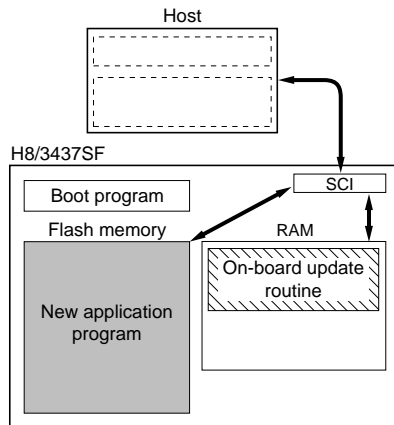 Host
H8/3437SF
SCI
Boot program
Flash memory
RAM
On-board update
routine
New application
program